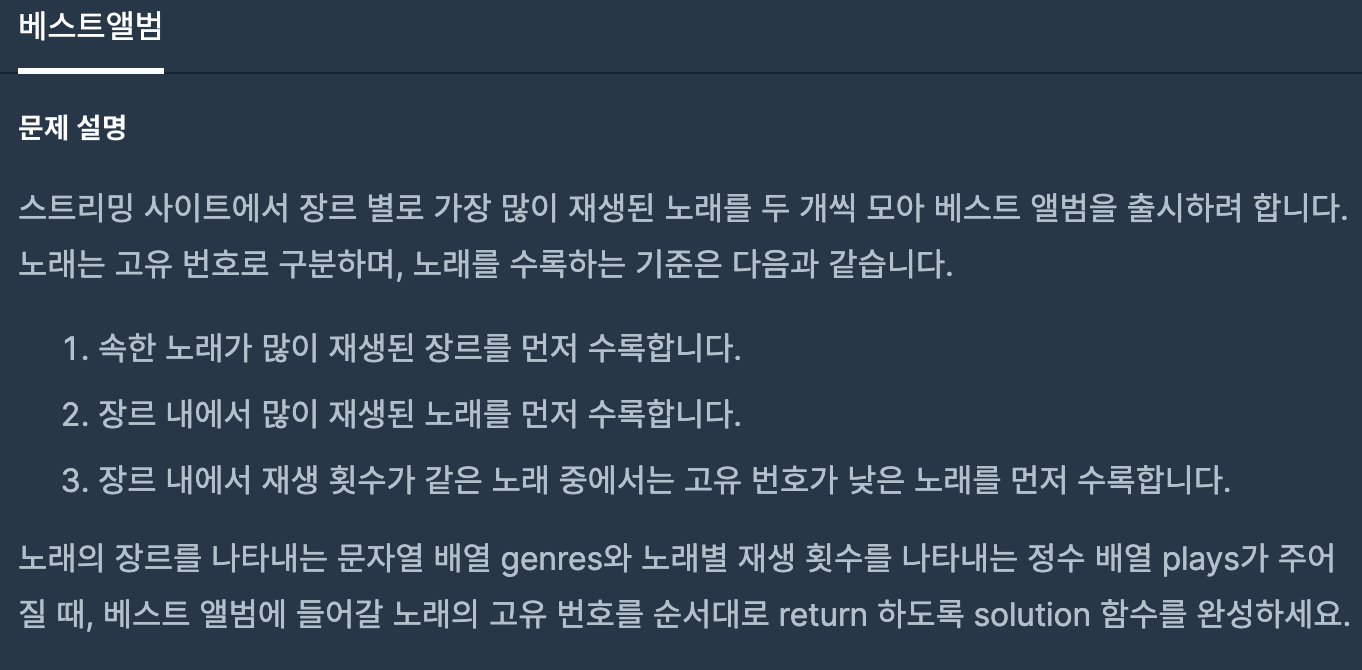 베스트앨범
문제 설명
스트리밍 사이트에서 장르 별로 가장 많이 재생된 노래를 두 개씩 모아 베스트 앨범을 출시하려 합니다.
노래는 고유 번호로 구분하며, 노래를 수록하는 기준은 다음과 같습니다.
1. 속한 노래가 많이 재생된 장르를 먼저 수록합니다.
2. 장르 내에서 많이 재생된 노래를 먼저 수록합니다.
3. 장르 내에서 재생 횟수가 같은 노래 중에서는 고유 번호가 낮은 노래를 먼저 수록합니다.
노래의 장르를 나타내는 문자열 배열 genres와 노래별 재생 횟수를 나타내는 정수 배열 plays가 주어
질 때, 베스트 앨범에 들어갈 노래의 고유 번호를 순서대로 return 하도록 solution 함수를 완성하세요.